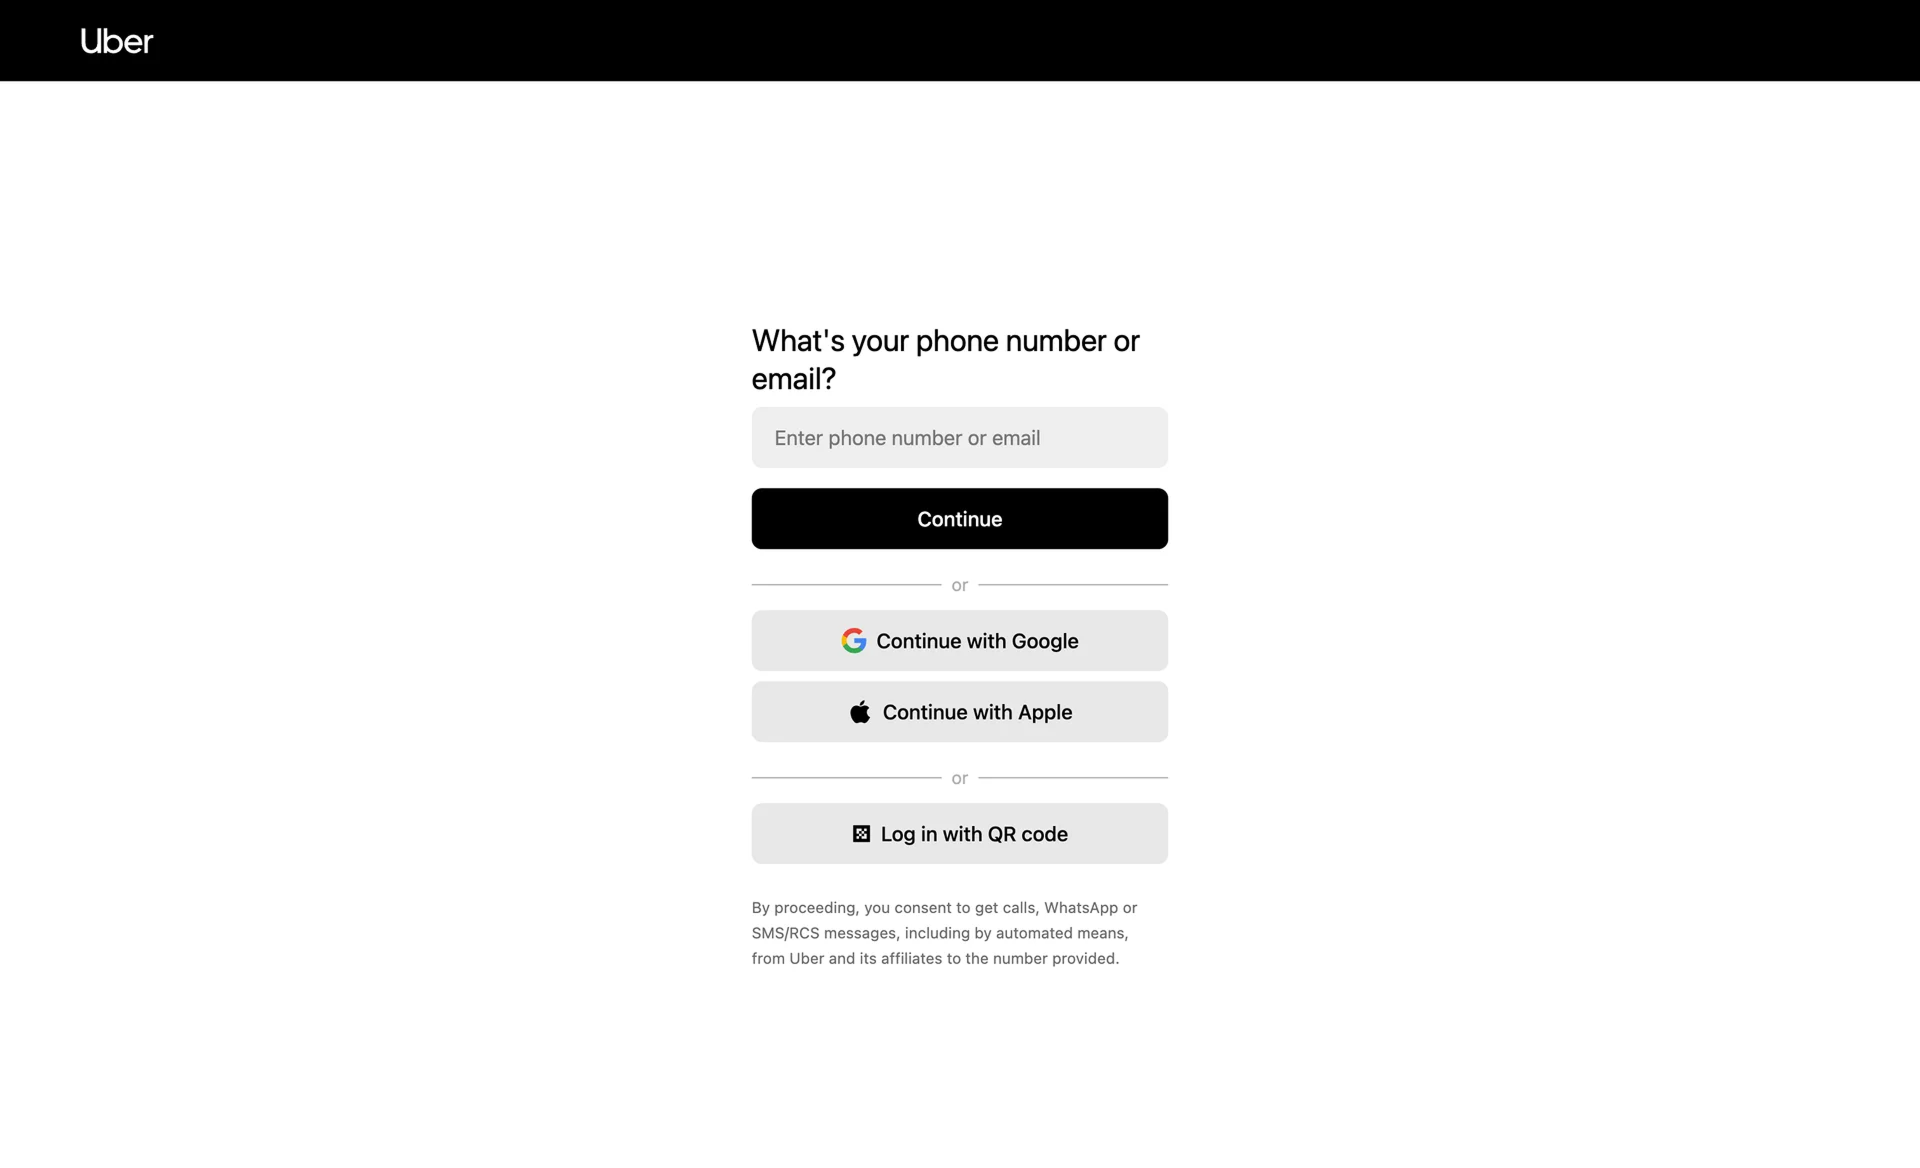 Uber
What's your phone number or
email?
Enter phone number or email
Continue
or
Continue with Google
Continue with Apple
or
Log in with QR code
By proceeding, you consent to get calls, WhatsApp or
SMS/RCS messages, including by automated means,
from Uber and its affiliates to the number provided.